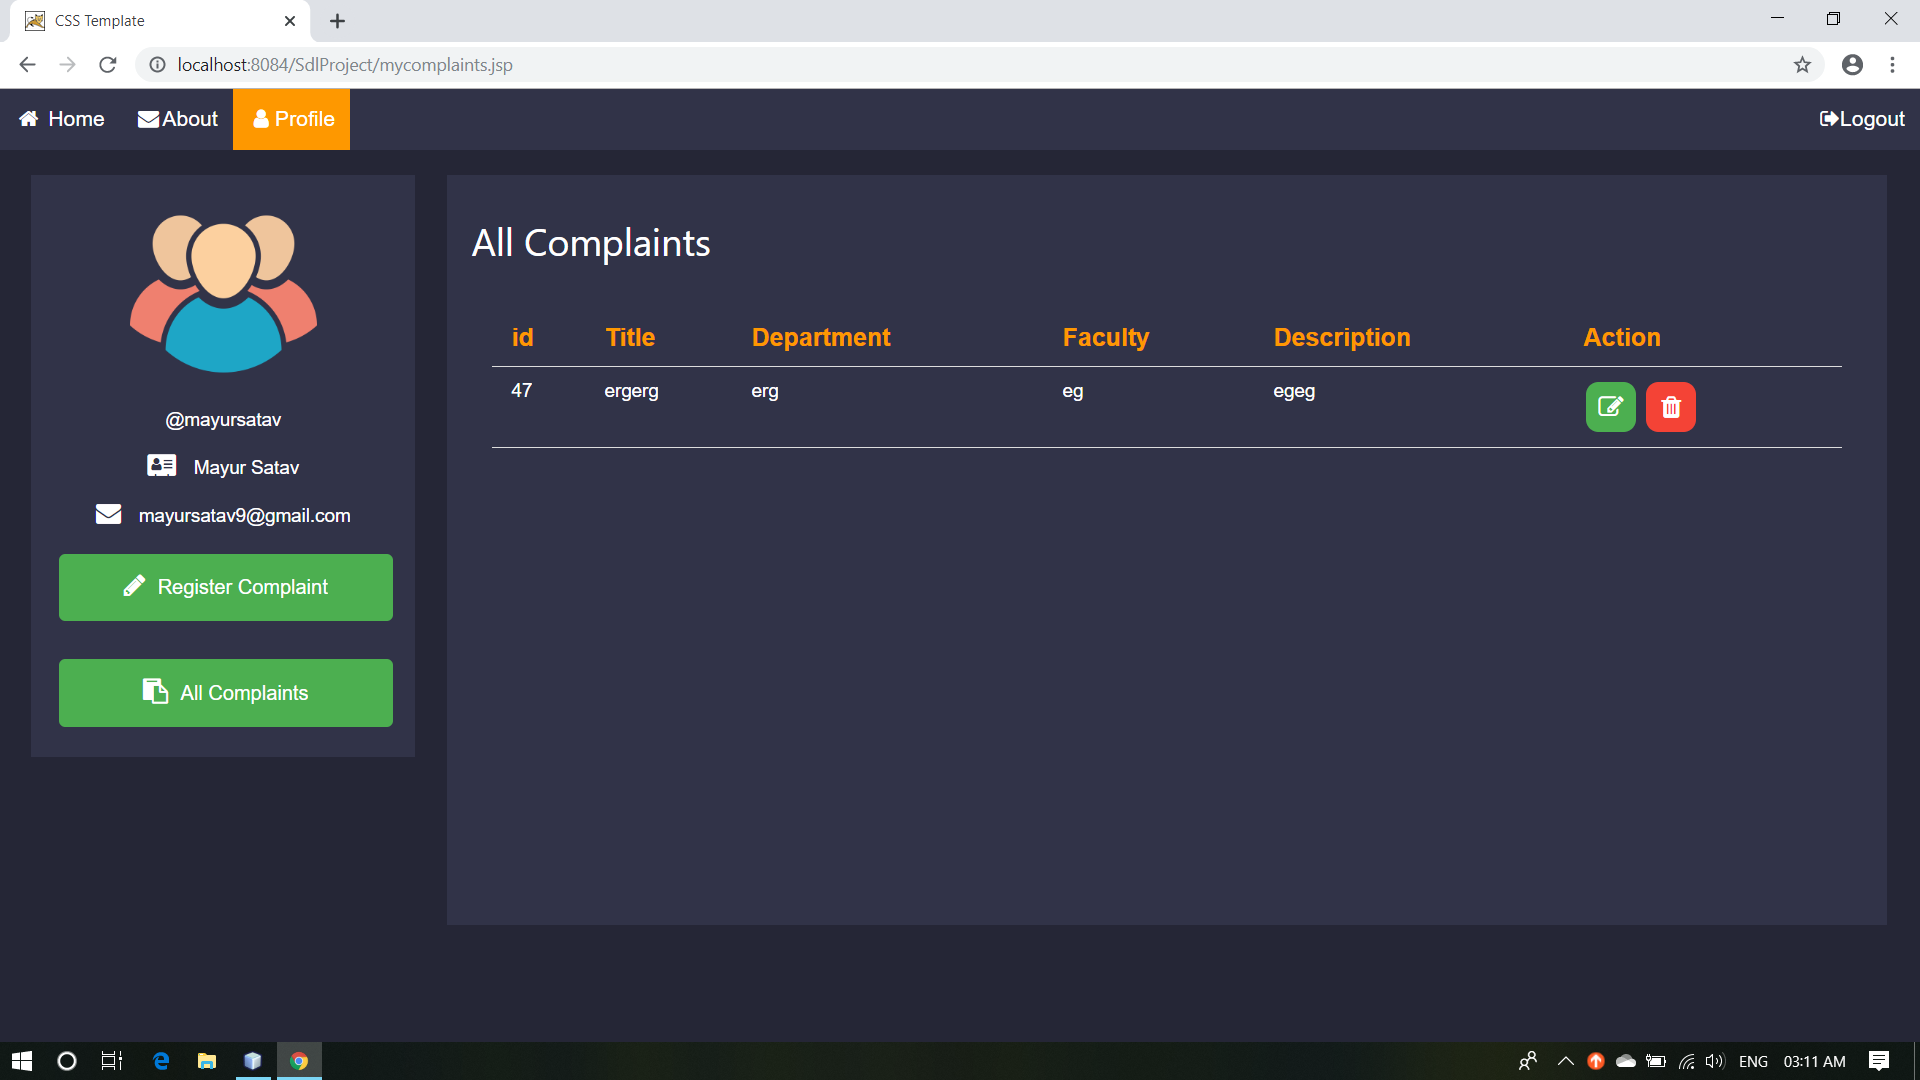 CSS Template
localhost:8084/SdlProject/mycomplaints.jsp
Home About Profile Logout
@mayursatav
Mayur Satav
mayursatav9@gmail.com
Register Complaint
All Complaints
All Complaints
id Title Department Faculty Description Action
47 ergerg erg eg egeg
ENG 03:11 AM